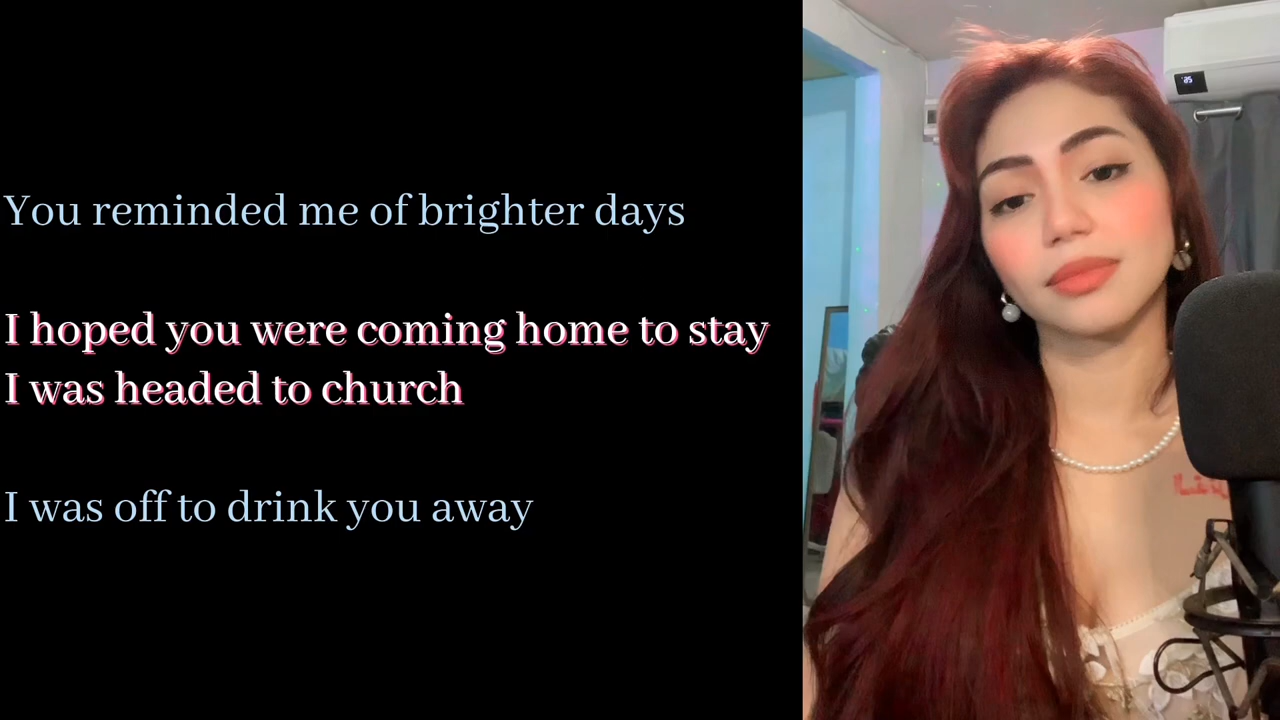 You reminded me of brighter days
I hoped you were coming home to stay
I was headed to church
I was off to drink you away